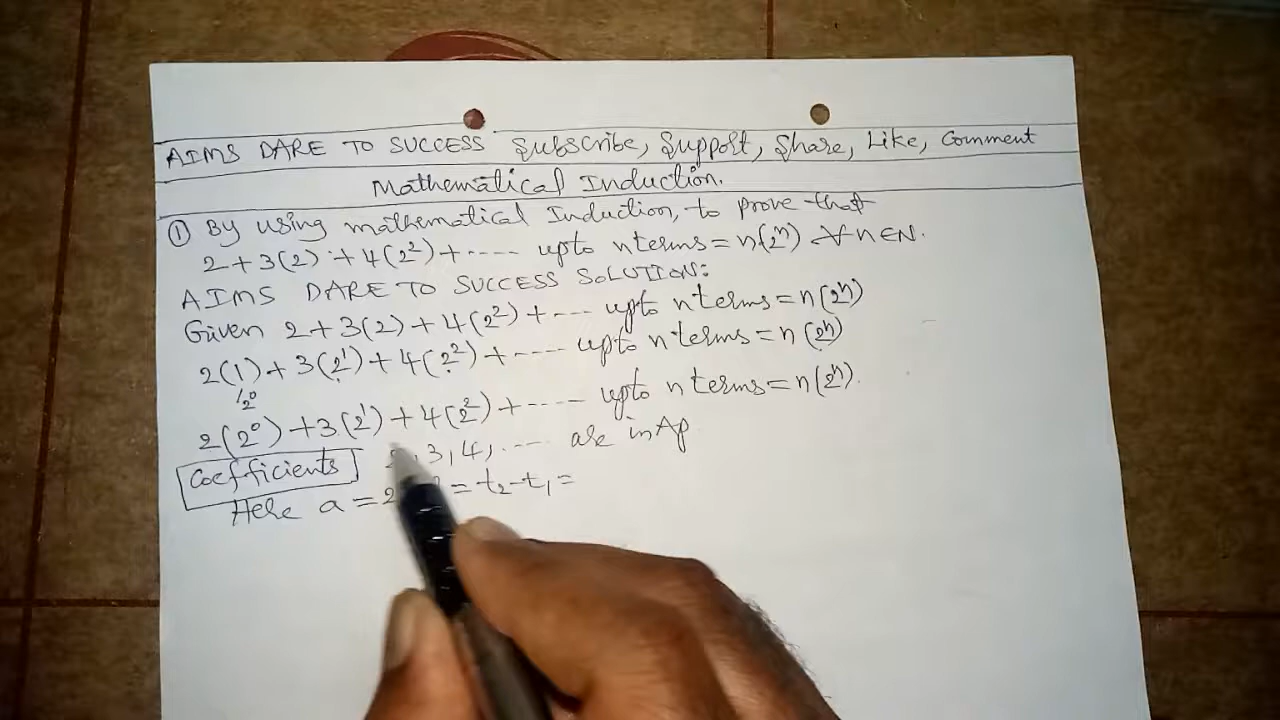 AIMS DARE TO SUCCESS Subscribe, Support, Share, Like, Comment
Mathematical Induction.
① By using mathematical Induction, to prove that
2+3(2)+4(2²)+---- upto n terms = n(2ⁿ) ∀ n∈N.
AIMS DARE TO SUCCESS SOLUTION:
Given 2+3(2)+4(2²)+--- upto n terms = n(2ⁿ)
2(1)+3(2¹)+4(2²)+---- upto n terms = n(2ⁿ)
2⁰
2(2⁰)+3(2¹)+4(2²)+---- upto n terms = n(2ⁿ).
Coefficients ,3,4,---- are in Ap
Here a = 2 = t₂-t₁ =